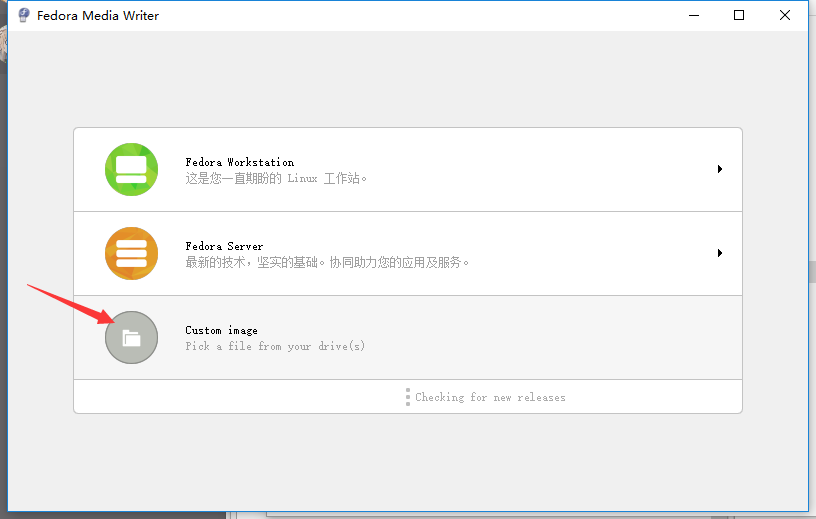 Fedora Media Writer
Fedora Workstation
这是您一直期盼的 Linux 工作站。
Fedora Server
最新的技术，坚实的基础。协同助力您的应用及服务。
Custom image
Pick a file from your drive(s)
Checking for new releases